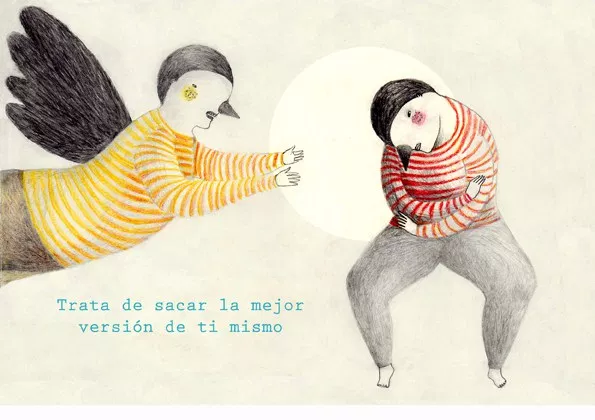 Trata de sacar la mejor
versión de ti mismo